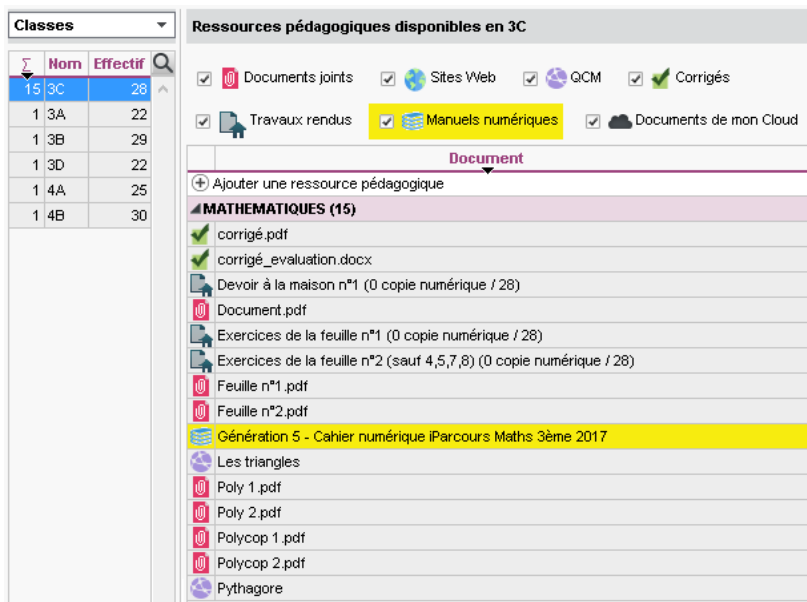 Classes
Σ Nom Effectif
15 3C 28
1 3A 22
1 3B 29
1 3D 22
1 4A 25
1 4B 30
Ressources pédagogiques disponibles en 3C
Documents joints Sites Web QCM Corrigés
Travaux rendus Manuels numériques Documents de mon Cloud
Document
Ajouter une ressource pédagogique
MATHEMATIQUES (15)
corrigé.pdf
corrigé_evaluation.docx
Devoir à la maison n°1 (0 copie numérique / 28)
Document.pdf
Exercices de la feuille n°1 (0 copie numérique / 28)
Exercices de la feuille n°2 (sauf 4,5,7,8) (0 copie numérique / 28)
Feuille n°1.pdf
Feuille n°2.pdf
Génération 5 - Cahier numérique iParcours Maths 3ème 2017
Les triangles
Poly 1.pdf
Poly 2.pdf
Polycop 1.pdf
Polycop 2.pdf
Pythagore